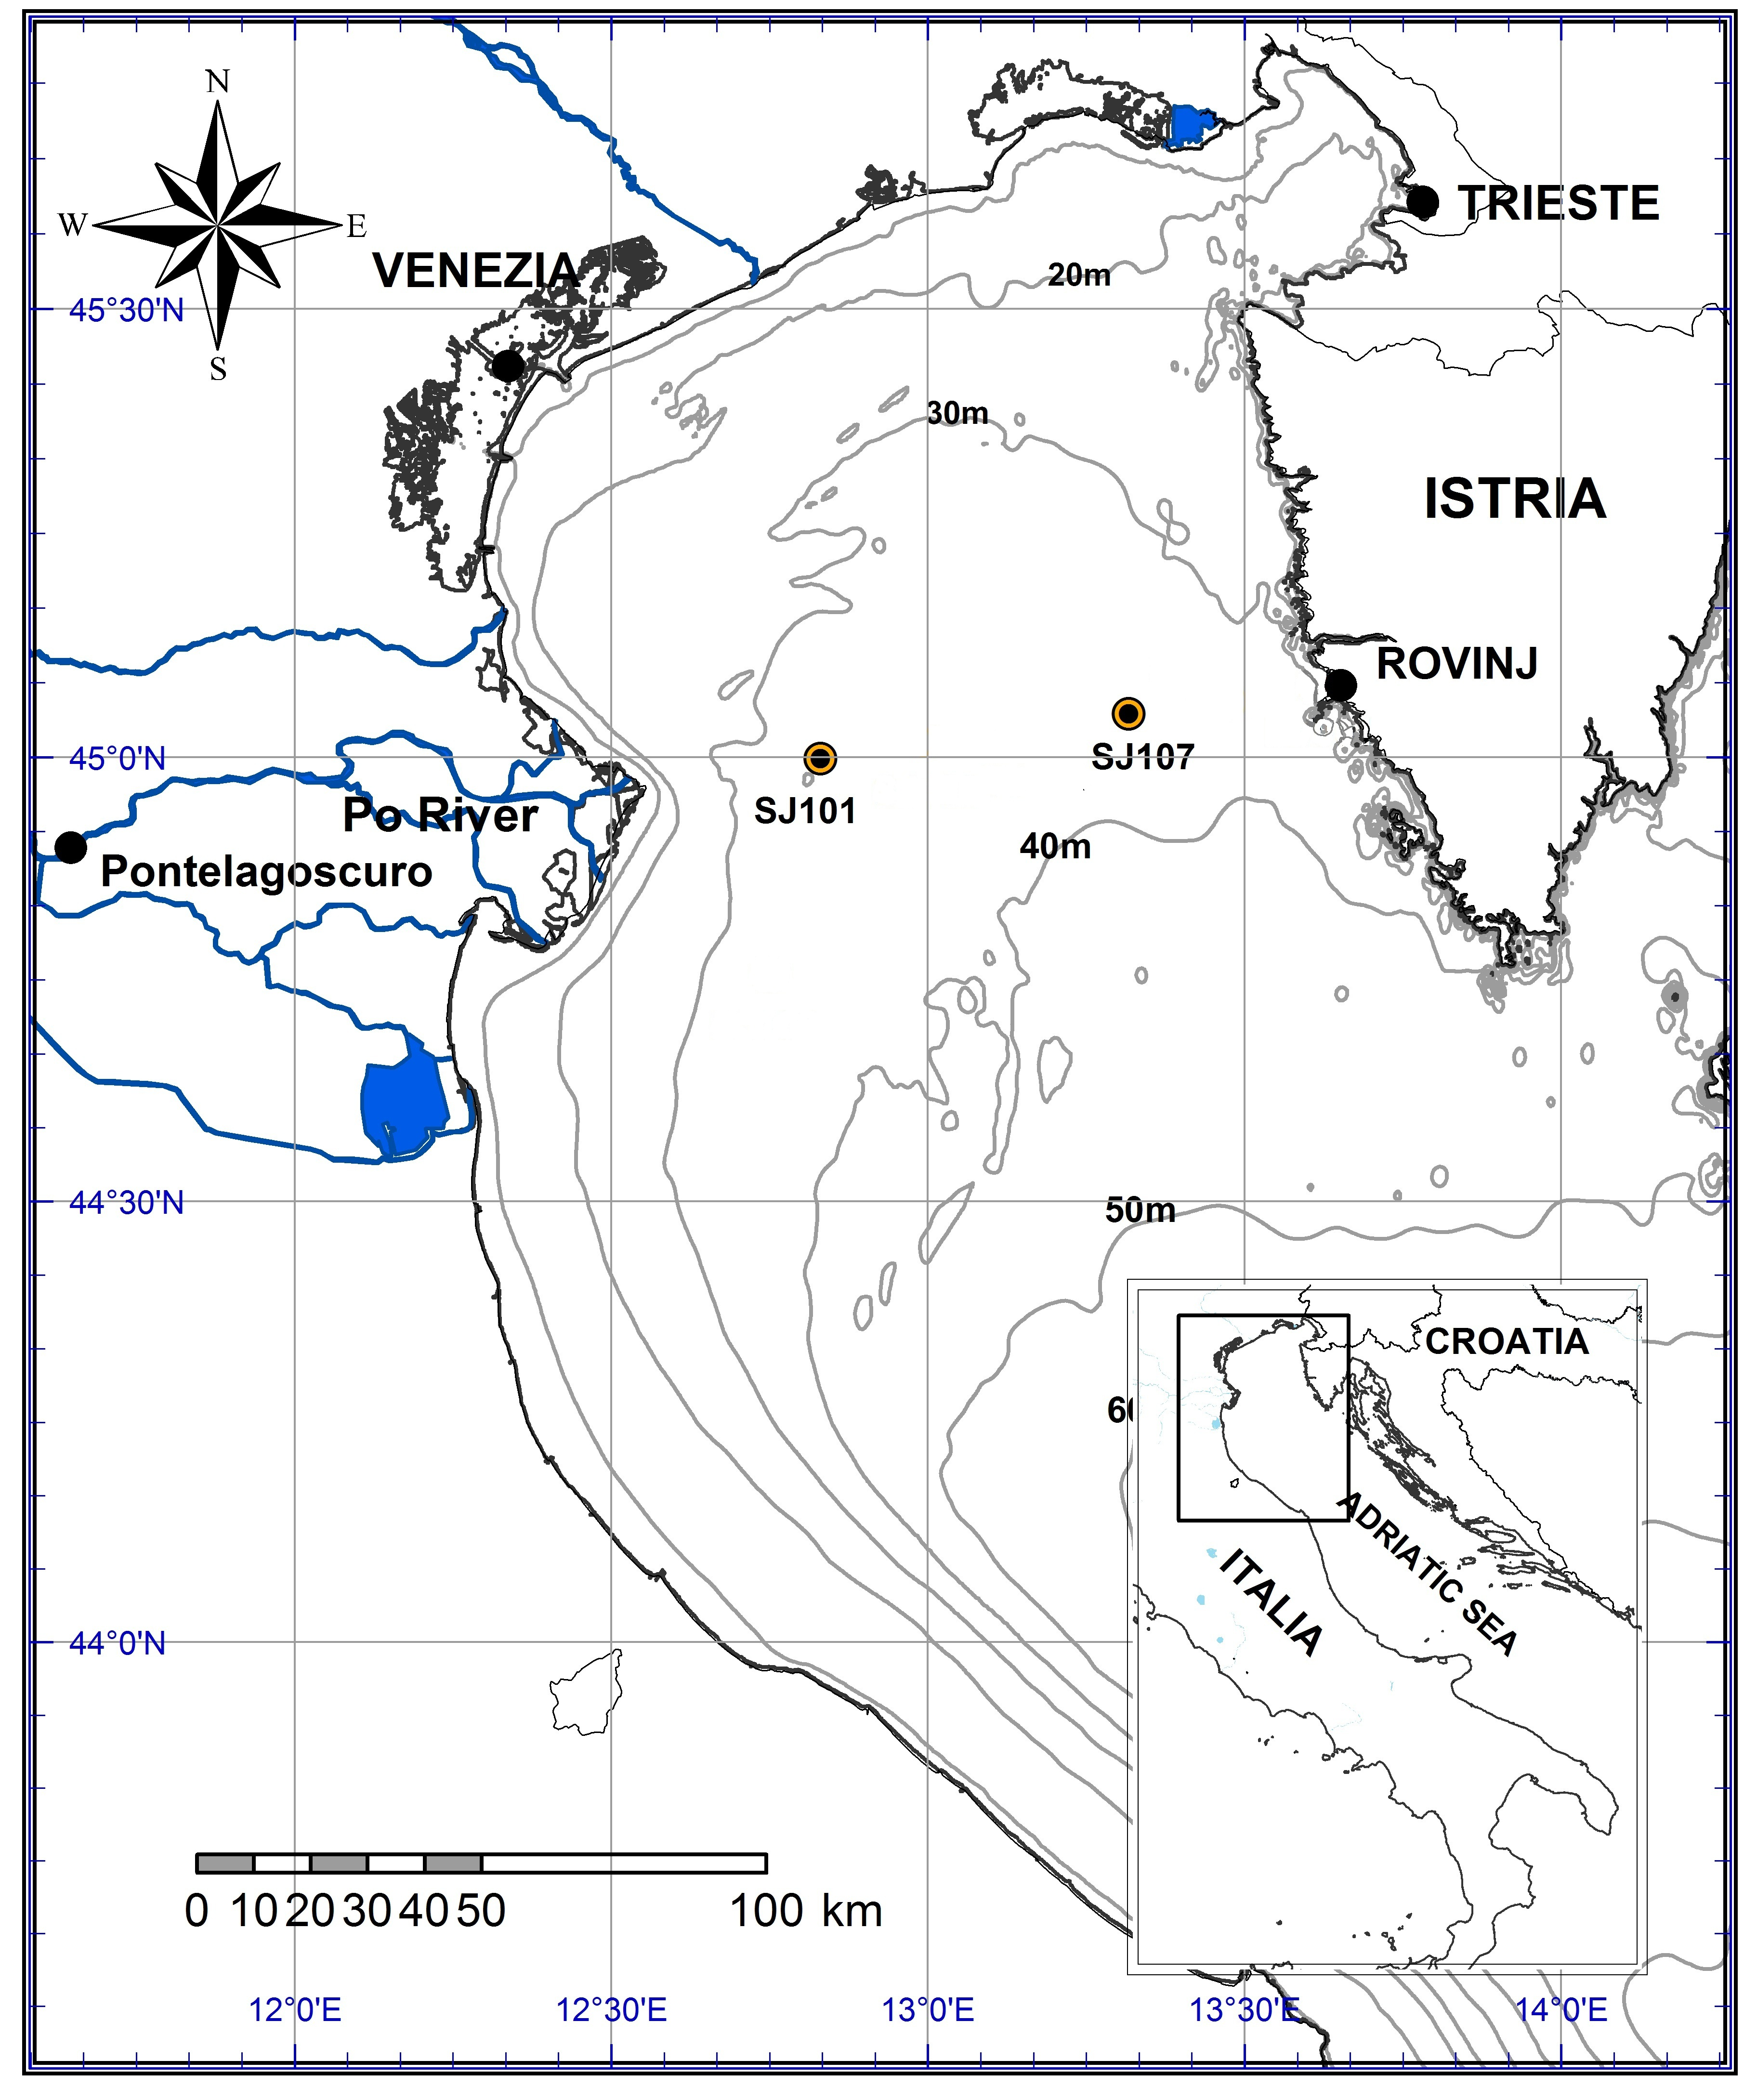 N
W
E
S
TRIESTE
VENEZIA
20m
45°30'N
30m
ISTRIA
ROVINJ
45°0'N
SJ107
SJ101
Po River
40m
Pontelagoscuro
44°30'N
50m
CROATIA
ADRIATIC SEA
ITALIA
44°0'N
0 10 20 30 40 50 100 km
12°0'E 12°30'E 13°0'E 13°30'E 14°0'E